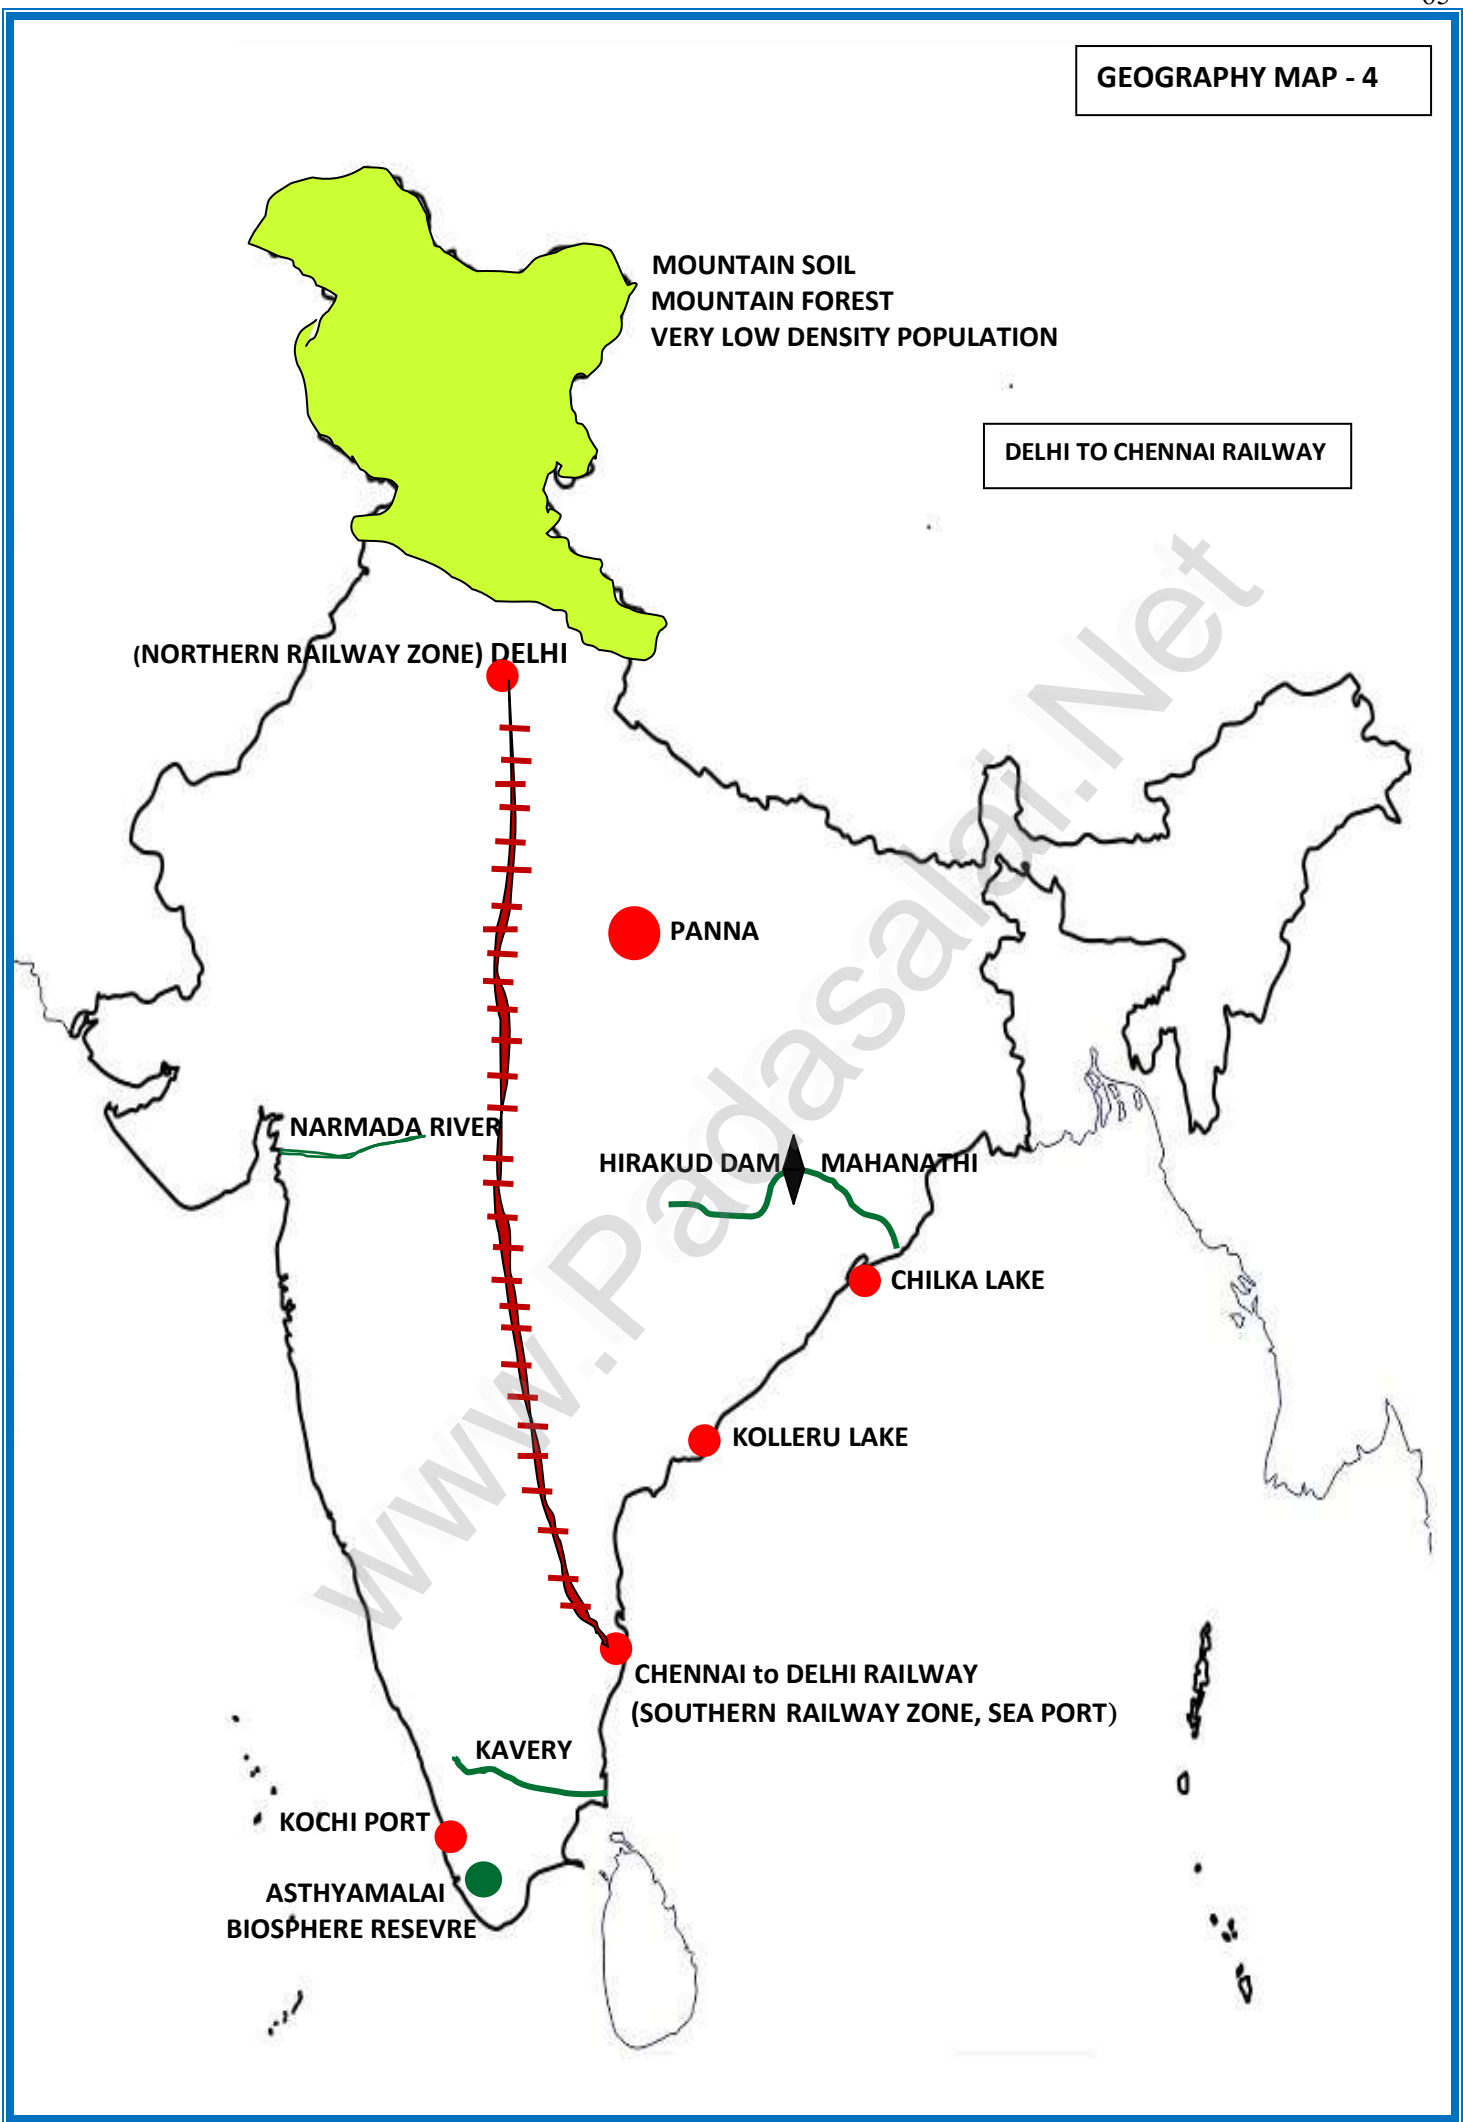 GEOGRAPHY MAP - 4
MOUNTAIN SOIL
MOUNTAIN FOREST
VERY LOW DENSITY POPULATION
DELHI TO CHENNAI RAILWAY
(NORTHERN RAILWAY ZONE) DELHI
PANNA
NARMADA RIVER
HIRAKUD DAM MAHANATHI
CHILKA LAKE
KOLLERU LAKE
CHENNAI to DELHI RAILWAY
(SOUTHERN RAILWAY ZONE, SEA PORT)
KAVERY
KOCHI PORT
ASTHYAMALAI
BIOSPHERE RESEVRE
www.Padasalai.Net